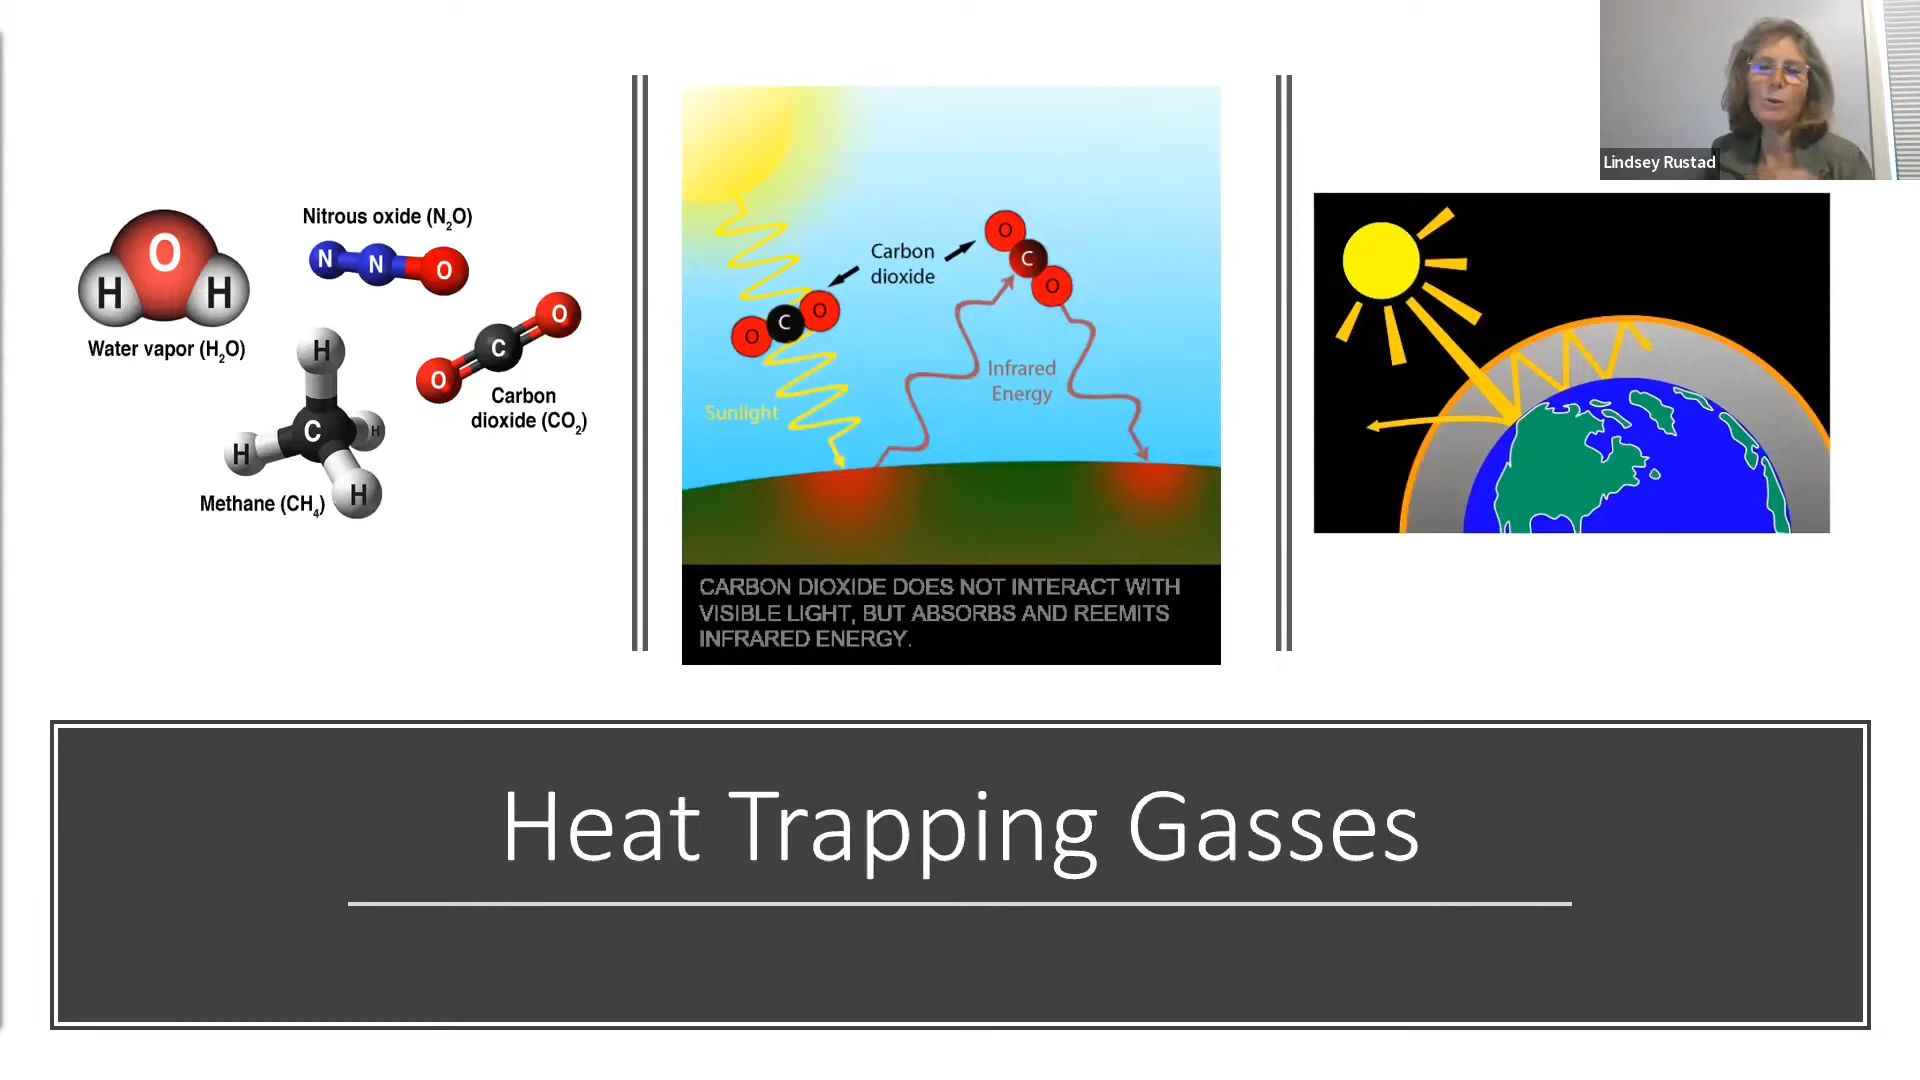 Lindsey Rustad
Nitrous oxide (N₂O)
N N O
O
H H
Water vapor (H₂O)
O
C
O
Carbon
dioxide (CO₂)
H
C
H
H
H
Methane (CH₄)
Carbon
dioxide
O
C
O
O
C
O
Infrared
Energy
Sunlight
CARBON DIOXIDE DOES NOT INTERACT WITH
VISIBLE LIGHT, BUT ABSORBS AND REEMITS
INFRARED ENERGY.
Heat Trapping Gasses